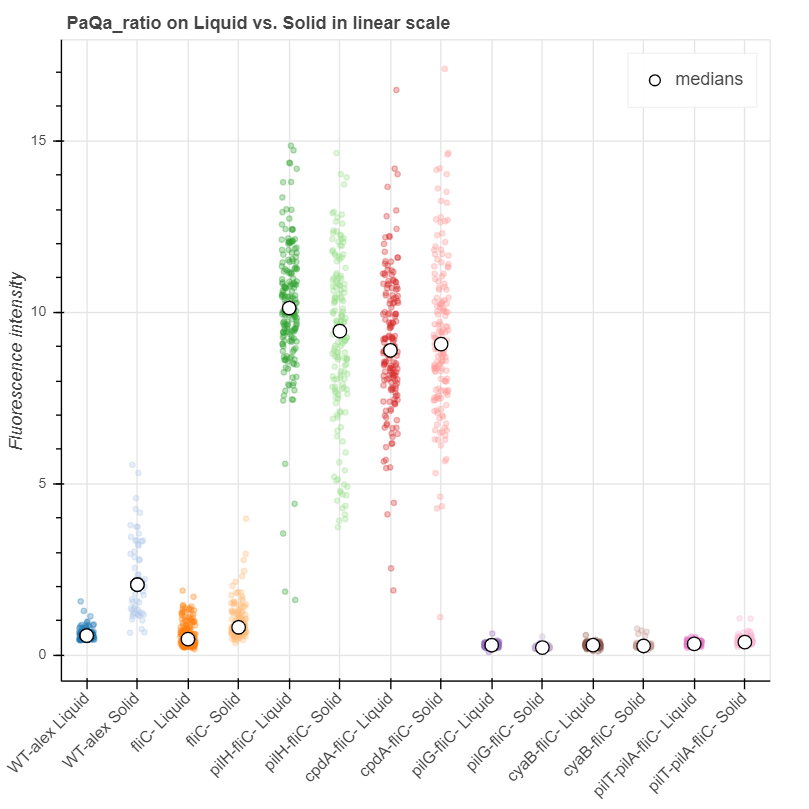 PaQa_ratio on Liquid vs. Solid in linear scale
medians
15
10
5
0
Fluorescence intensity
WT-alex Liquid
WT-alex Solid
fliC- Liquid
fliC- Solid
pilH-fliC- Liquid
pilH-fliC- Solid
cpdA-fliC- Liquid
cpdA-fliC- Solid
pilG-fliC- Liquid
pilG-fliC- Solid
cyaB-fliC- Liquid
cyaB-fliC- Solid
pilT-pilA-fliC- Liquid
pilT-pilA-fliC- Solid